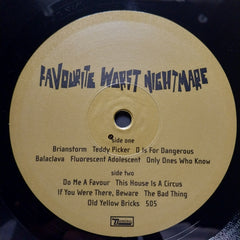 FAVOURITE WORST NIGHTMARE
side one
Brianstorm Teddy Picker D Is For Dangerous
Balaclava Fluorescent Adolescent Only Ones Who Know
side two
Do Me A Favour This House Is A Circus
If You Were There, Beware The Bad Thing
Old Yellow Bricks 505